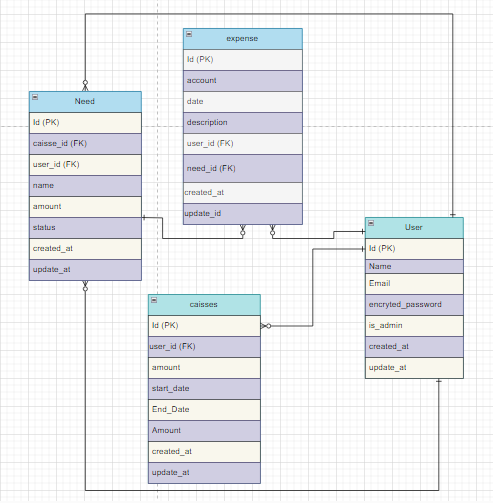 expense
Id (PK)
account
date
description
user_id (FK)
need_id (FK)
created_at
update_id
Need
Id (PK)
caisse_id (FK)
user_id (FK)
name
amount
status
created_at
update_at
User
Id (PK)
Name
Email
encryted_password
is_admin
created_at
update_at
caisses
Id (PK)
user_id (FK)
amount
start_date
End_Date
Amount
created_at
update_at